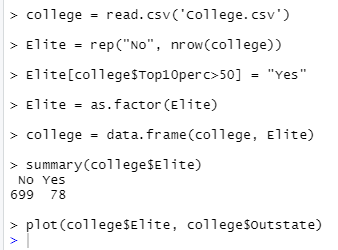 > college = read.csv('College.csv')
> Elite = rep("No", nrow(college))
> Elite[college$Top10perc>50] = "Yes"
> Elite = as.factor(Elite)
> college = data.frame(college, Elite)
> summary(college$Elite)
No Yes
699 78
> plot(college$Elite, college$Outstate)
>